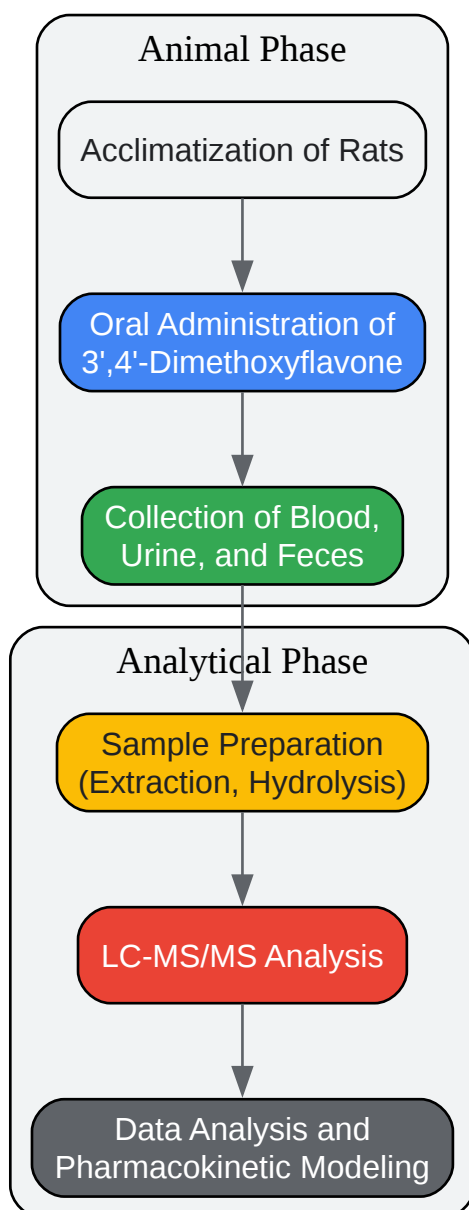 Animal Phase
Acclimatization of Rats
Oral Administration of
3',4'-Dimethoxyflavone
Collection of Blood,
Urine, and Feces
Analytical Phase
Sample Preparation
(Extraction, Hydrolysis)
LC-MS/MS Analysis
Data Analysis and
Pharmacokinetic Modeling